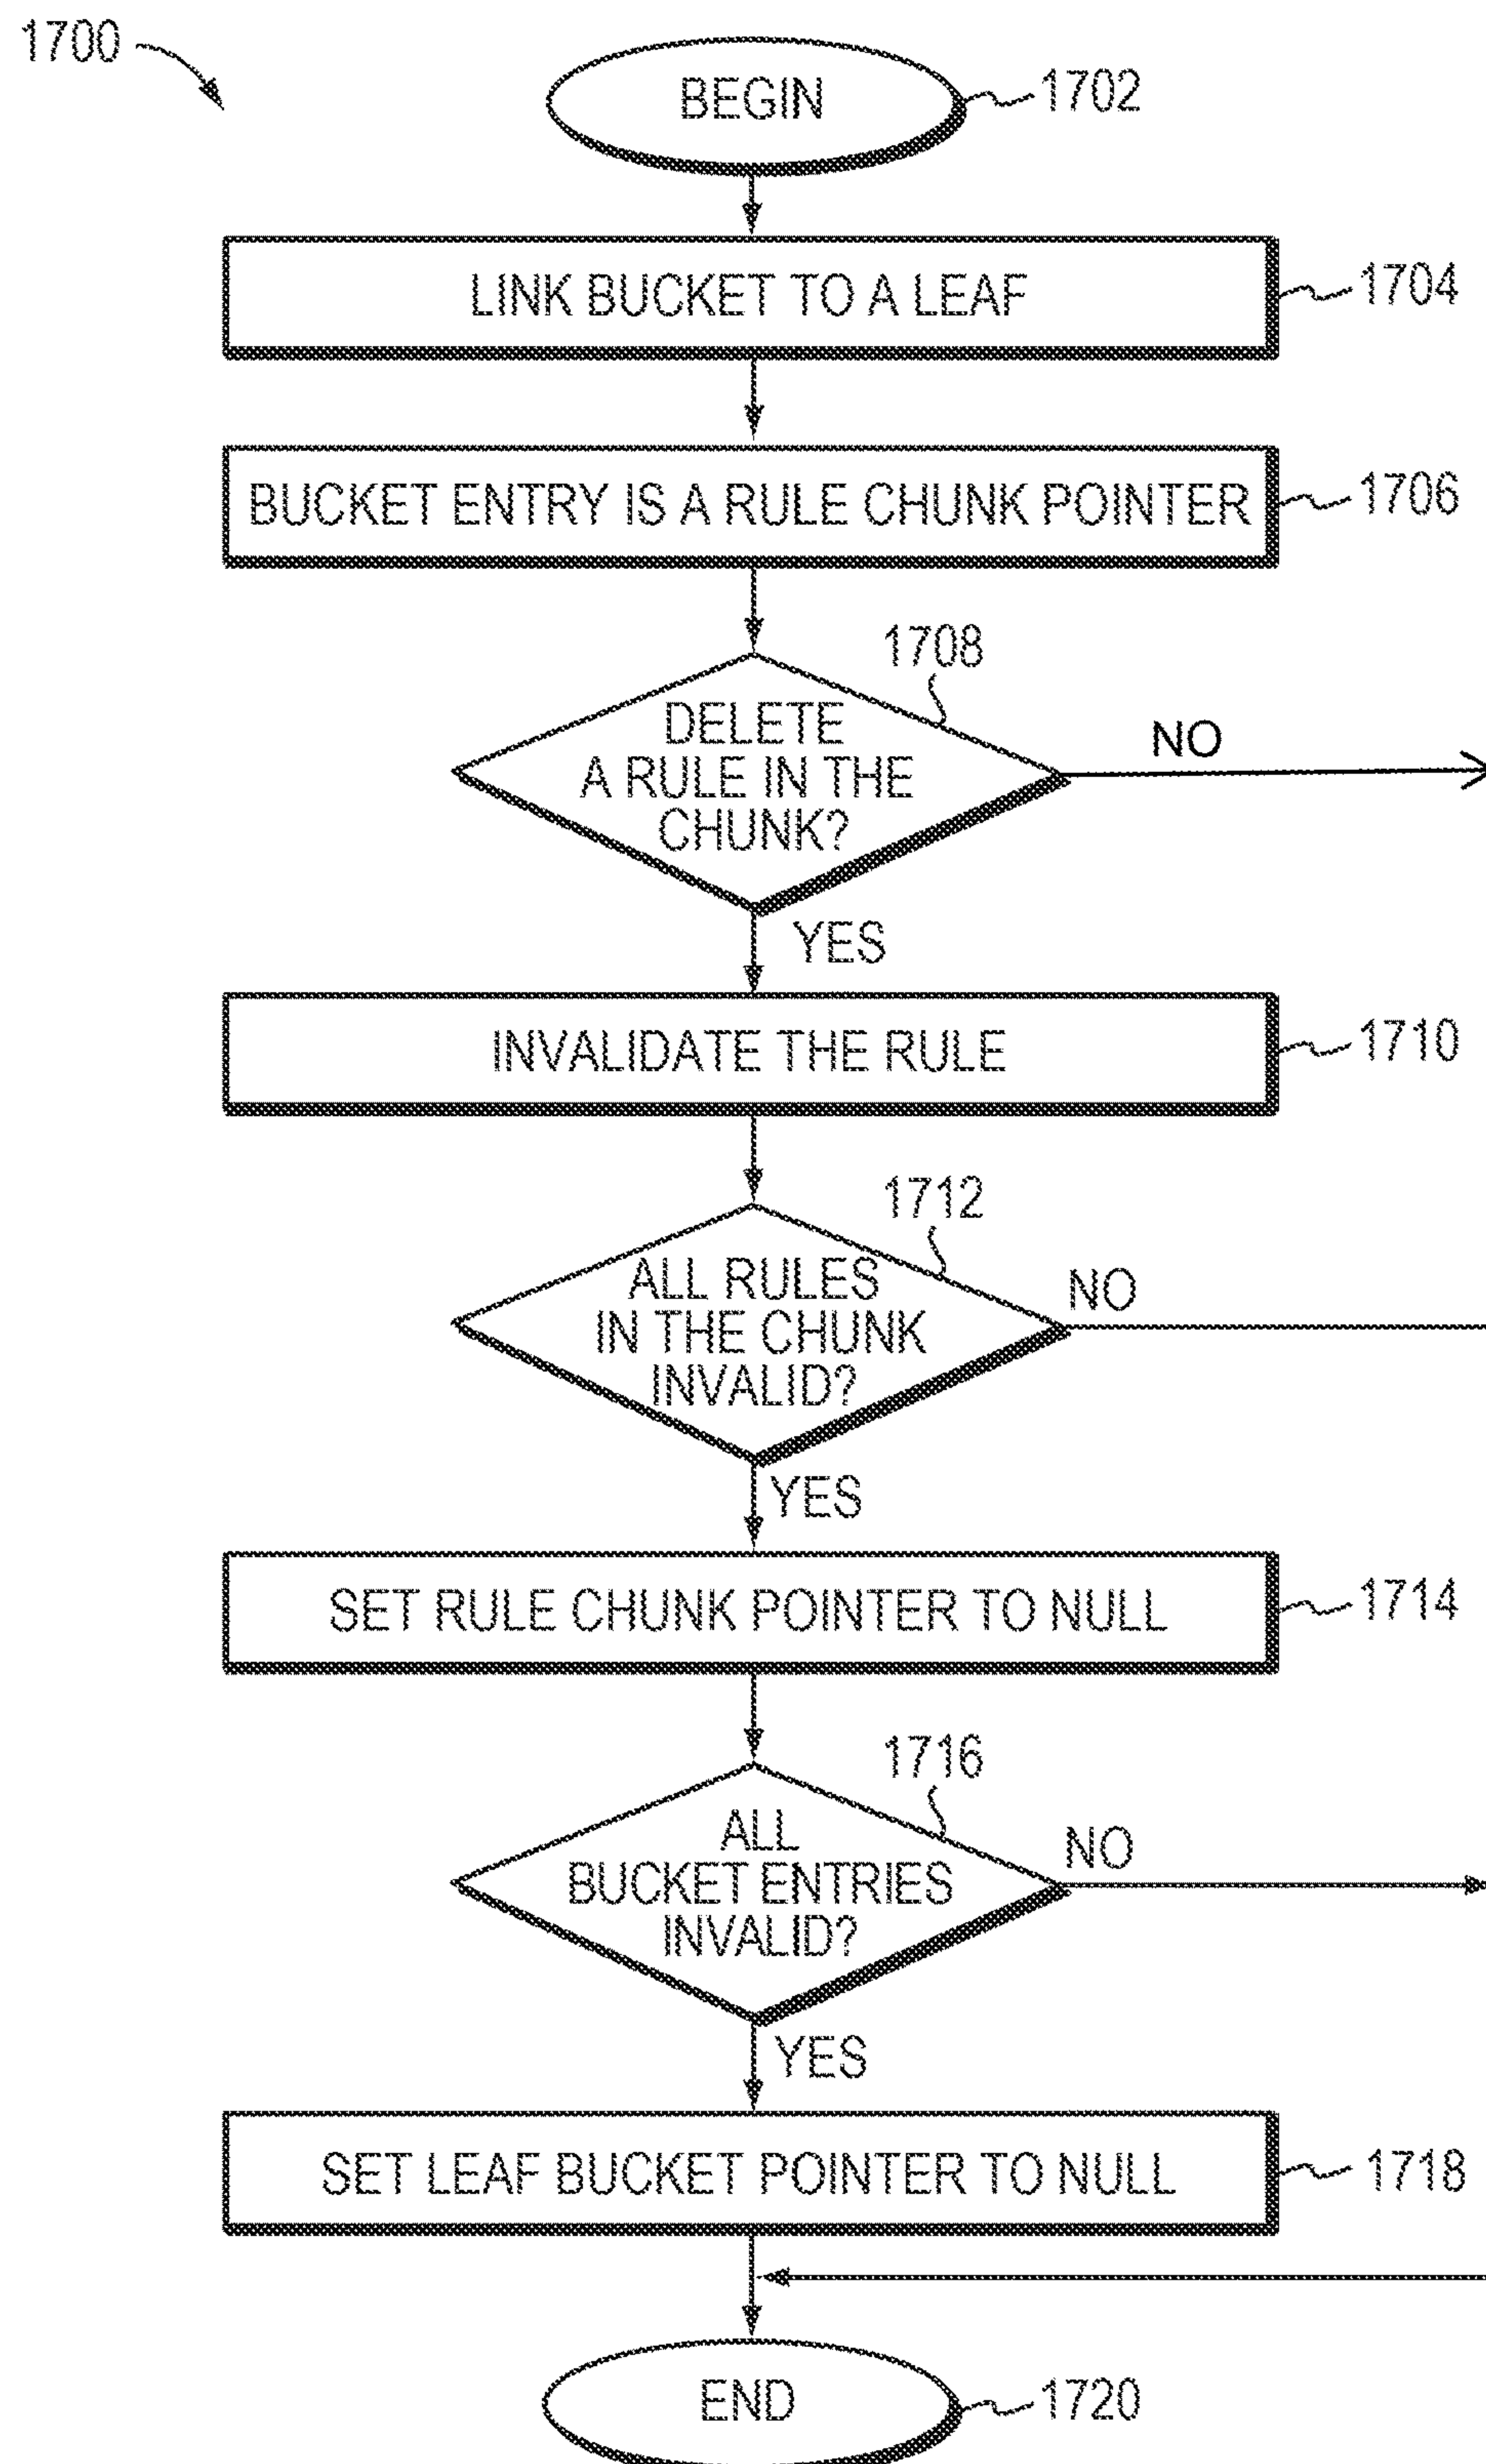 1700
BEGIN
1702
LINK BUCKET TO A LEAF
1704
BUCKET ENTRY IS A RULE CHUNK POINTER
1706
1708
DELETE
A RULE IN THE
CHUNK?
NO
YES
INVALIDATE THE RULE
1710
1712
ALL RULES
IN THE CHUNK
INVALID?
NO
YES
SET RULE CHUNK POINTER TO NULL
1714
1716
ALL
BUCKET ENTRIES
INVALID?
NO
YES
SET LEAF BUCKET POINTER TO NULL
1718
END
1720